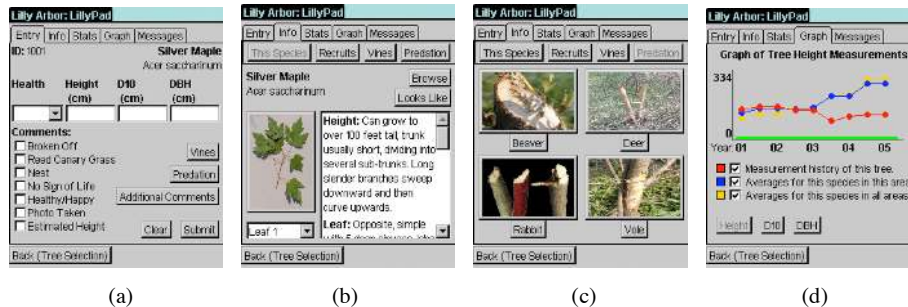 Lilly Arbor: LillyPad
Entry Info Stats Graph Messages
ID: 1001 Silver Maple
Acer saccharinum
Health Height (cm) D10 (cm) DBH (cm)
Comments:
Broken Off
Reed Canary Grass
Nest
No Sign of Life
Healthy/Happy
Photo Taken
Estimated Height
Vines
Predation
Additional Comments
Clear Submit
Back (Tree Selection)
(a)
Lilly Arbor: LillyPad
Entry Info Stats Graph Messages
This Species Recruits Vines Predation
Silver Maple
Acer saccharinum
Browse
Looks Like
Height: Can grow to
over 100 feet tall, trunk
usually short, dividing into
several sub-trunks. Long
slender branches sweep
downward and then
curve upwards.
Leaf: Opposite, simple
Leaf 1
Back (Tree Selection)
(b)
Lilly Arbor: LillyPad
Entry Info Stats Graph Messages
This Species Recruits Vines Predation
Beaver Deer
Rabbit Vole
Back (Tree Selection)
(c)
Lilly Arbor: LillyPad
Entry Info Stats Graph Messages
Graph of Tree Height Measurements
334
0
Year 01 02 03 04 05
Measurement history of this tree.
Averages for this species in this area
Averages for this species in all areas
Height D10 DBH
Back (Tree Selection)
(d)